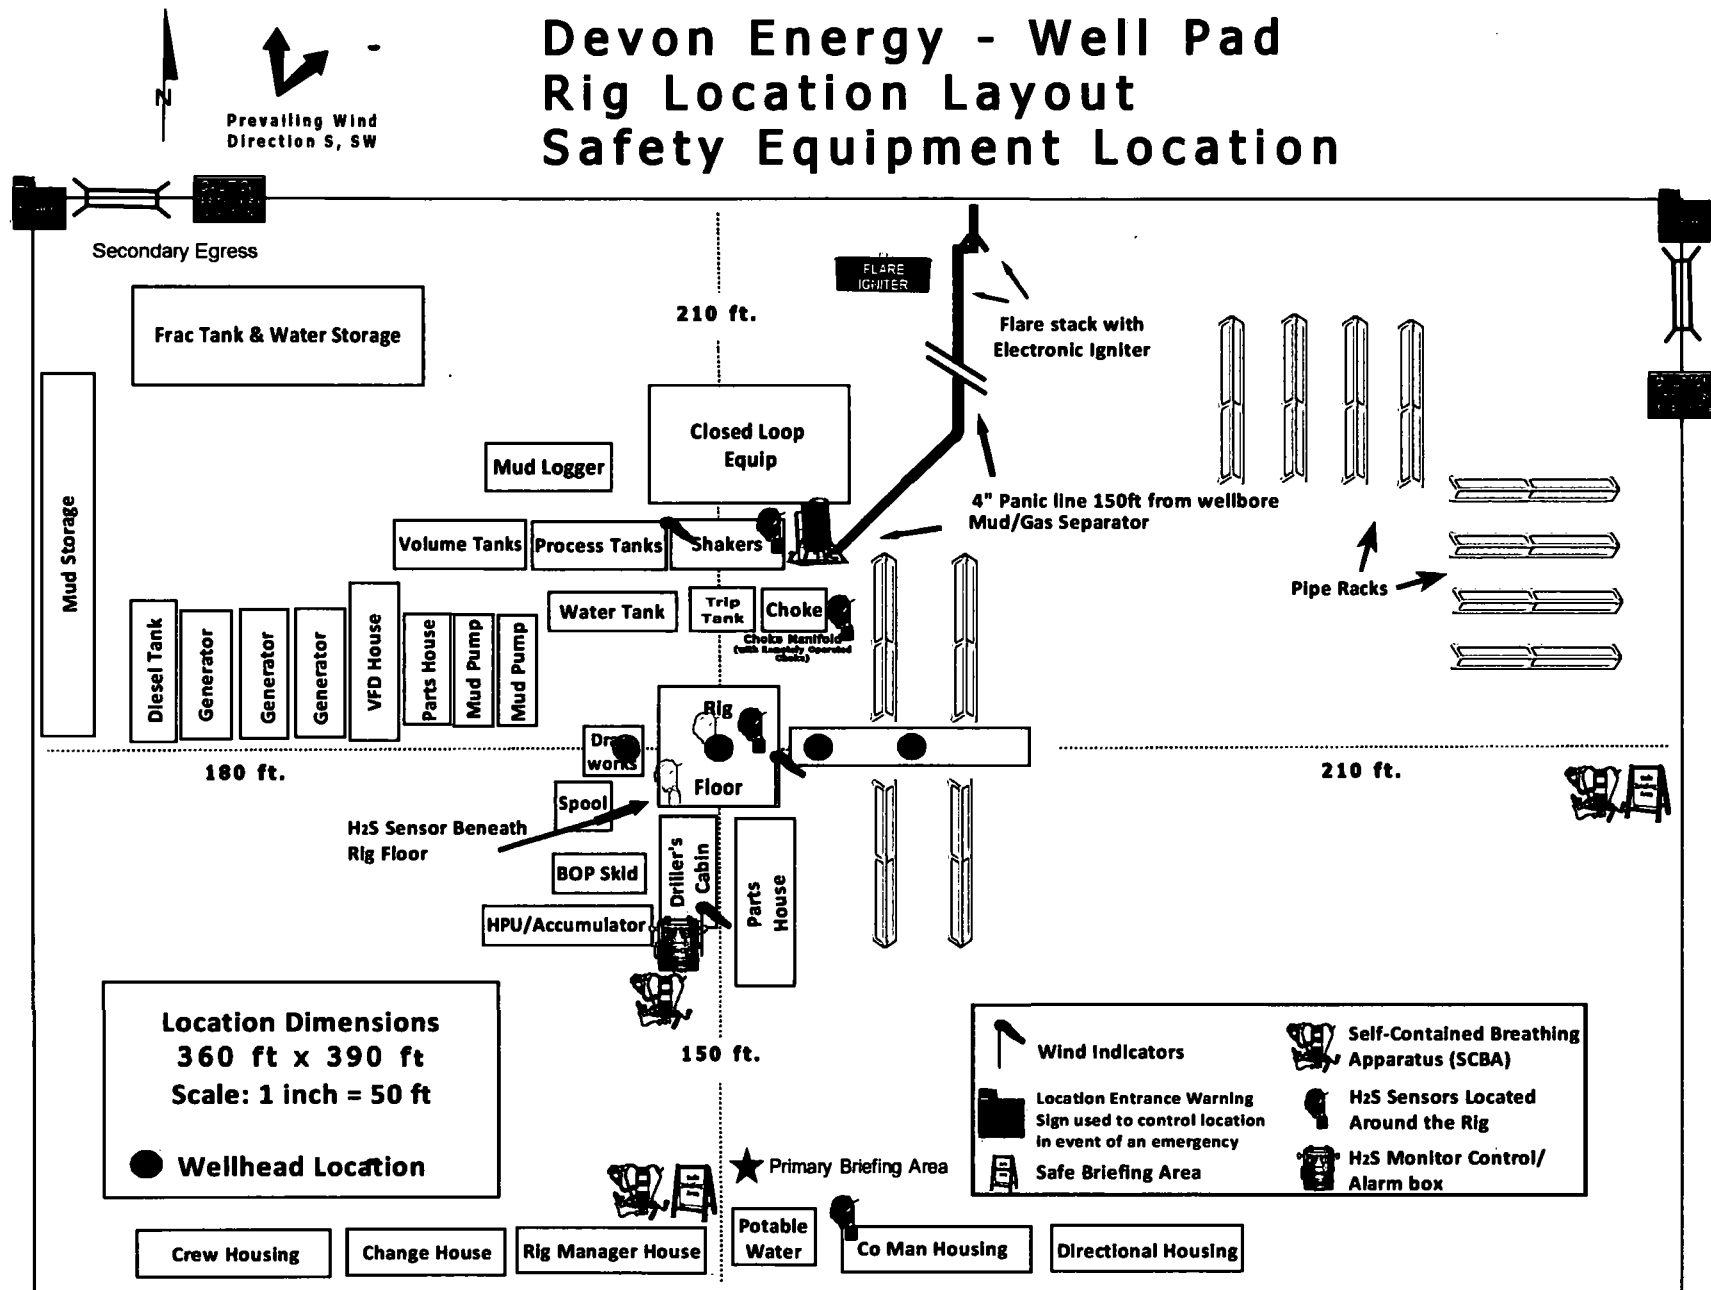 Devon Energy - Well Pad
Rig Location Layout
Safety Equipment Location
N
Prevailing Wind
Direction S, SW
Secondary Egress
FLARE
IGNITER
210 ft.
Flare stack with
Electronic Igniter
Frac Tank & Water Storage
Closed Loop
Equip
Mud Logger
4" Panic line 150ft from wellbore
Mud/Gas Separator
Mud Storage
Volume Tanks
Process Tanks
Shakers
Pipe Racks
Water Tank
Trip
Tank
Choke
Choke Manifold
(with Remotely Operated
Choke)
Diesel Tank
Generator
Generator
Generator
VFD House
Parts House
Mud Pump
Mud Pump
Rig
Floor
works
180 ft.
210 ft.
Spool
H2S Sensor Beneath
Rig Floor
Driller's
Cabin
Parts
House
BOP Skid
HPU/Accumulator
Location Dimensions
360 ft x 390 ft
Scale: 1 inch = 50 ft
Wellhead Location
150 ft.
Wind Indicators
Location Entrance Warning
Sign used to control location
in event of an emergency
Safe Briefing Area
Self-Contained Breathing
Apparatus (SCBA)
H2S Sensors Located
Around the Rig
H2S Monitor Control/
Alarm box
Primary Briefing Area
Crew Housing
Change House
Rig Manager House
Potable
Water
Co Man Housing
Directional Housing